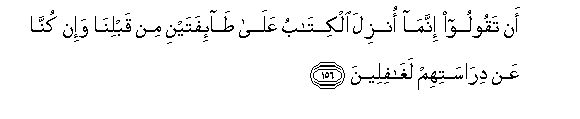 أَن تَقُولُوٓا۟ إِنَّمَآ أُنزِلَ ٱلْكِتَـٰبُ عَلَىٰ طَآئِفَتَيْنِ مِن قَبْلِنَا وَإِن كُنَّا
عَن دِرَاسَتِهِمْ لَغَـٰفِلِينَ ١٥٦